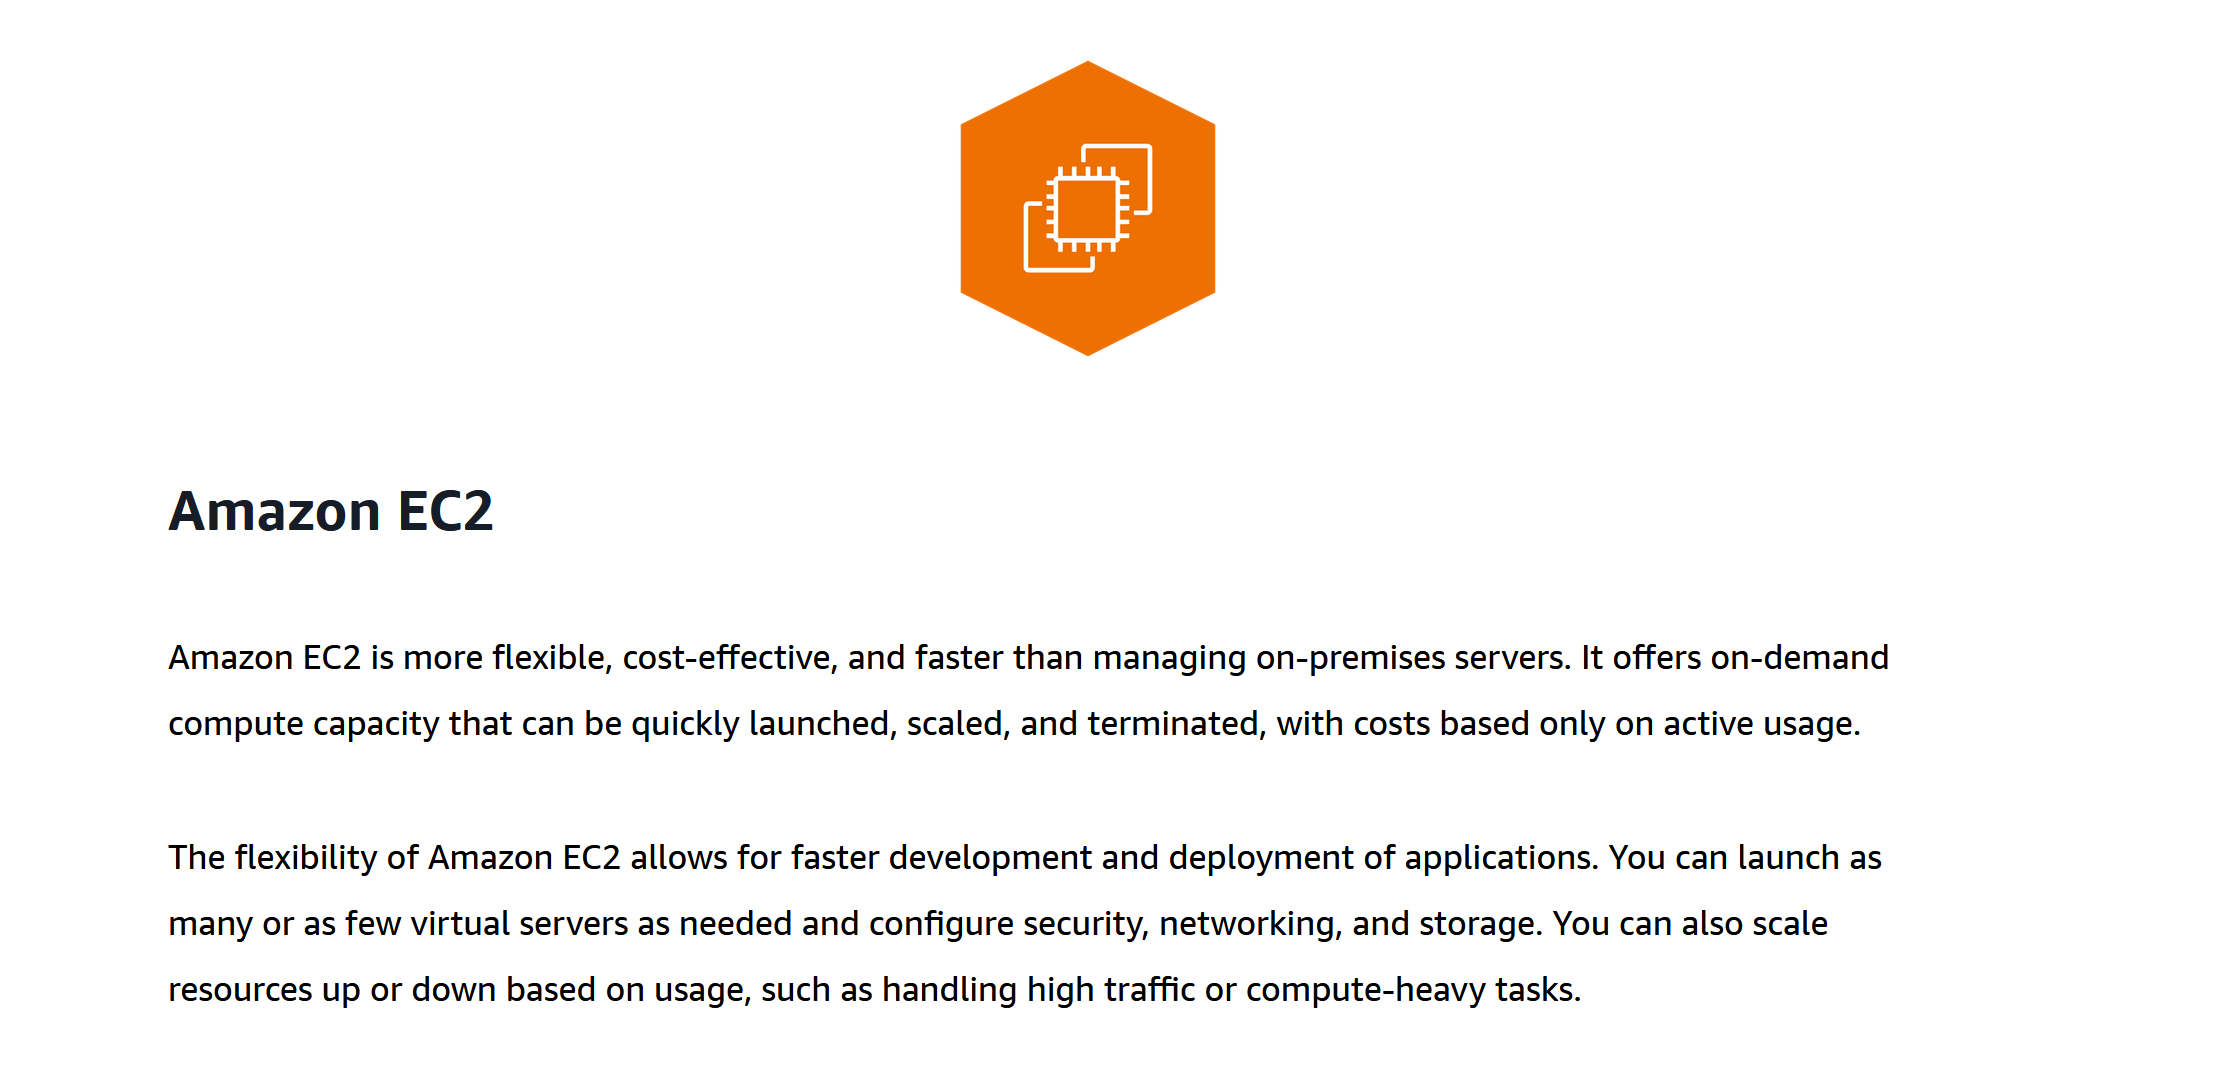 Amazon EC2
Amazon EC2 is more flexible, cost-effective, and faster than managing on-premises servers. It offers on-demand
compute capacity that can be quickly launched, scaled, and terminated, with costs based only on active usage.
The flexibility of Amazon EC2 allows for faster development and deployment of applications. You can launch as
many or as few virtual servers as needed and configure security, networking, and storage. You can also scale
resources up or down based on usage, such as handling high traffic or compute-heavy tasks.